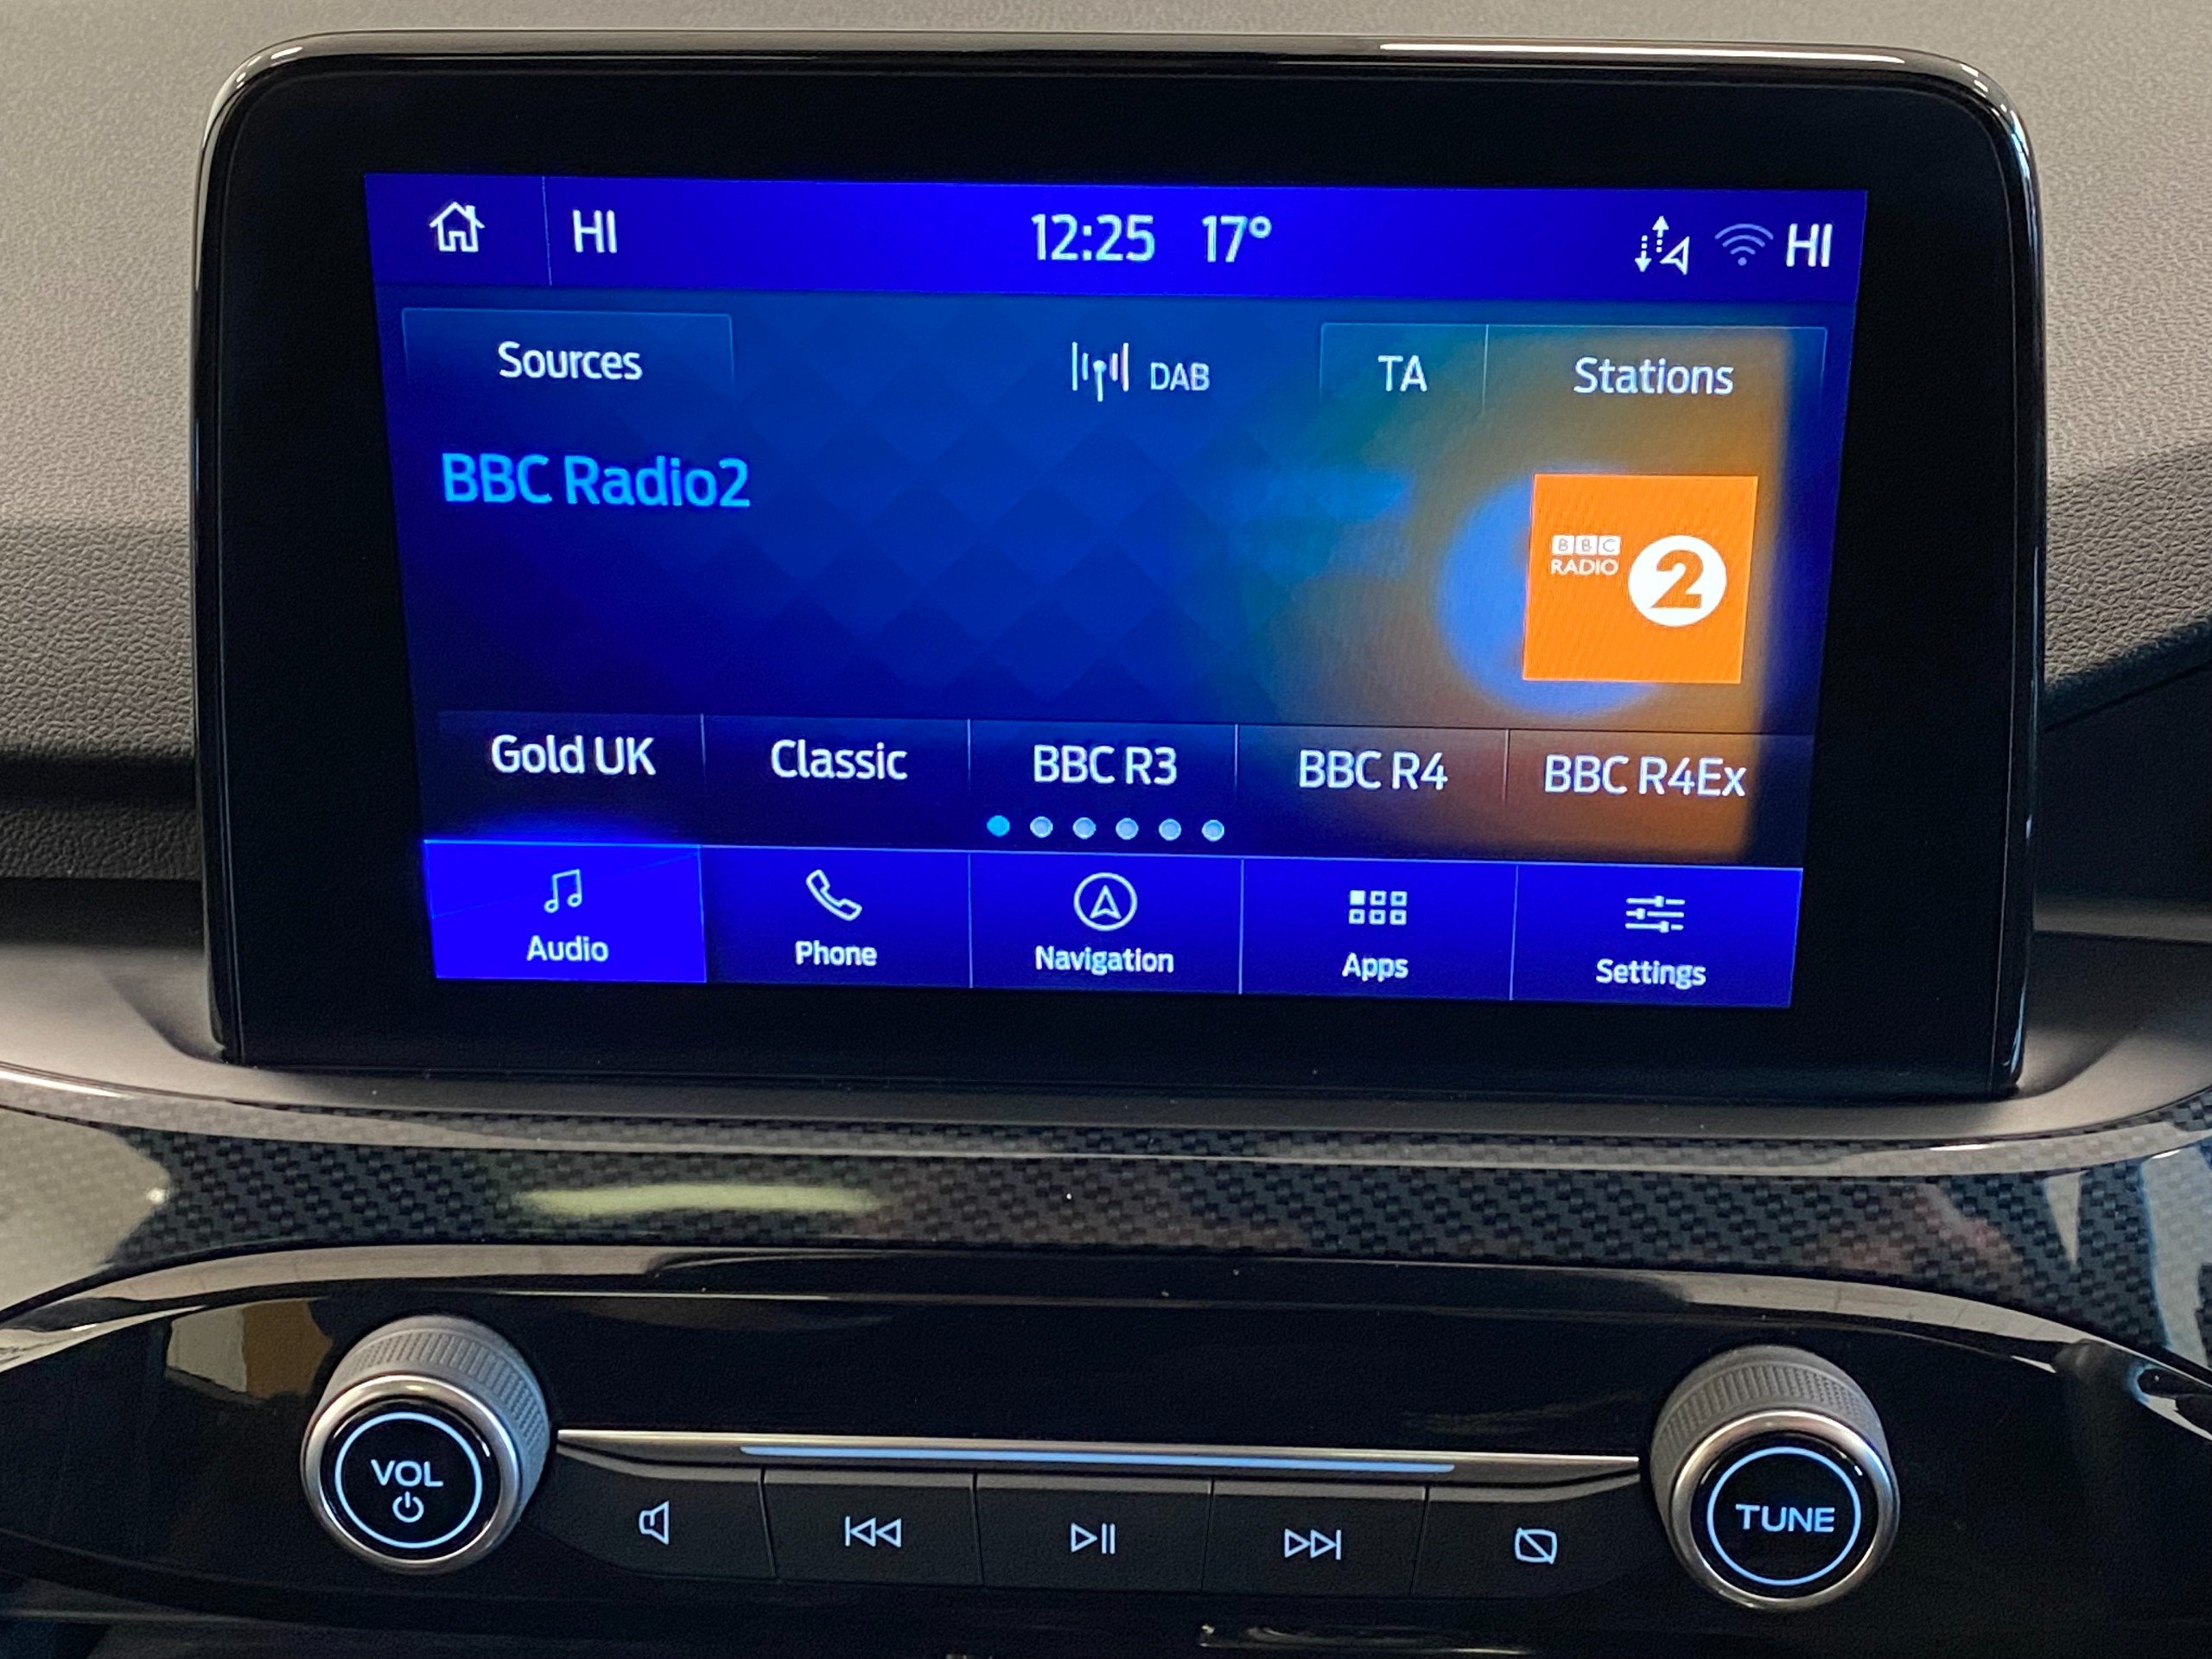 HI 12:25 17° HI
Sources DAB TA Stations
BBC Radio2
BBC
RADIO 2
Gold UK Classic BBC R3 BBC R4 BBC R4Ex
Audio Phone Navigation Apps Settings
VOL
TUNE